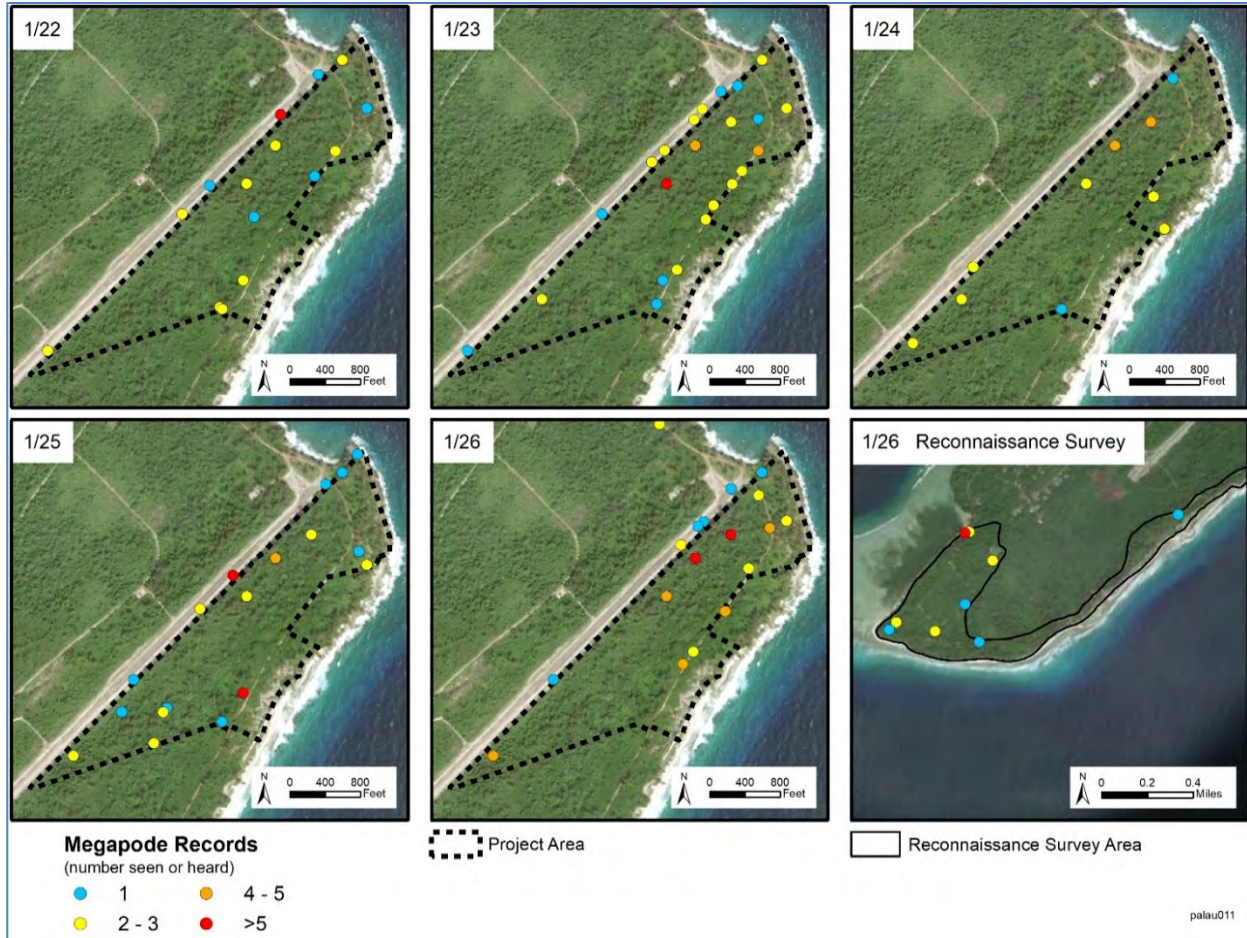 1/22
N
0 400 800
Feet
1/23
N
0 400 800
Feet
1/24
N
0 400 800
Feet
1/25
N
0 400 800
Feet
1/26
N
0 400 800
Feet
1/26 Reconnaissance Survey
N
0 0.2 0.4
Miles
Megapode Records
(number seen or heard)
1
4 - 5
2 - 3
>5
Project Area
Reconnaissance Survey Area
palau011